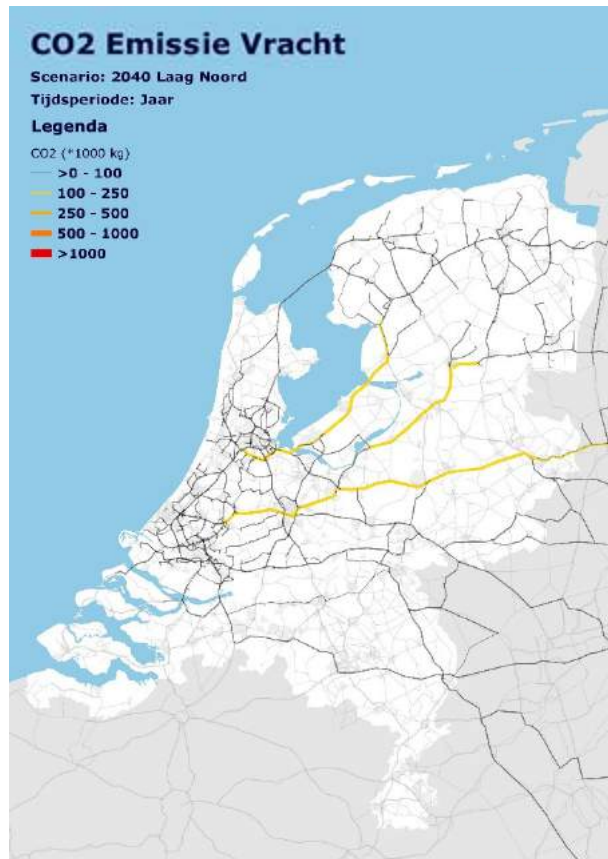 CO2 Emissie Vracht
Scenario: 2040 Laag Noord
Tijdsperiode: Jaar
Legenda
CO2 (*1000 kg)
>0 - 100
100 - 250
250 - 500
500 - 1000
>1000